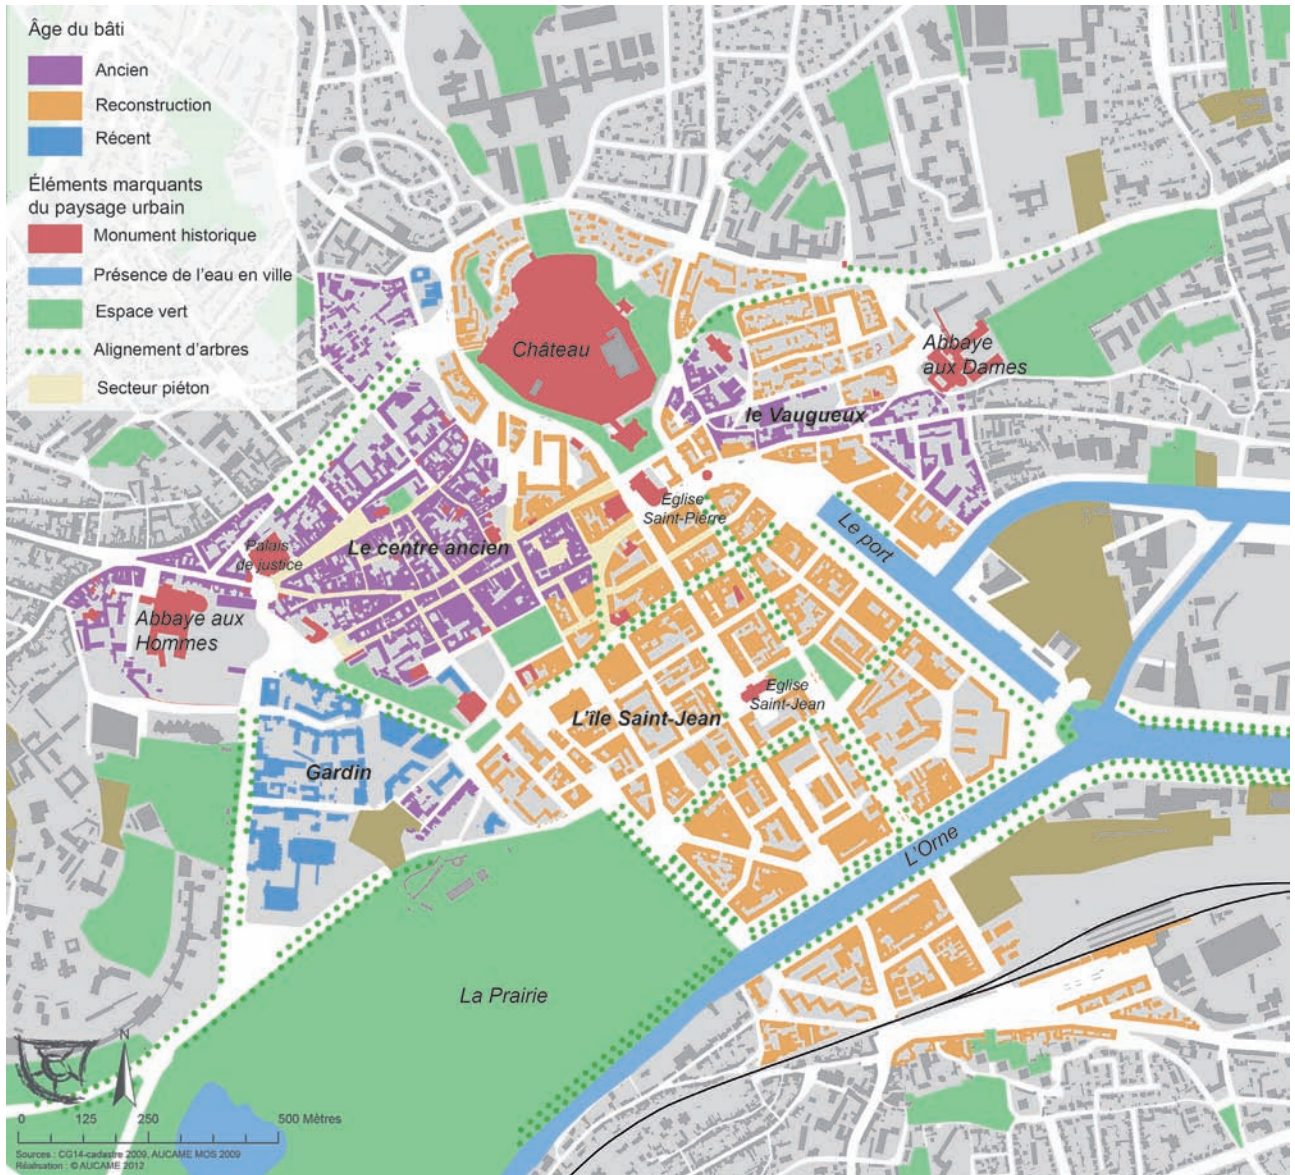 Âge du bâti
Ancien
Reconstruction
Récent
Éléments marquants
du paysage urbain
Monument historique
Présence de l'eau en ville
Espace vert
Alignement d'arbres
Secteur piéton
Château
Abbaye
aux Dames
le Vaugueux
Eglise
Saint-Pierre
Le port
Palais
de justice
Le centre ancien
Abbaye aux
Hommes
Eglise
Saint-Jean
L'île Saint-Jean
Gardin
L'Orne
La Prairie
N
0 125 250 500 Mètres
Sources : CG14-cadastre 2009, AUCAME MOS 2009
Réalisation : © AUCAME 2012